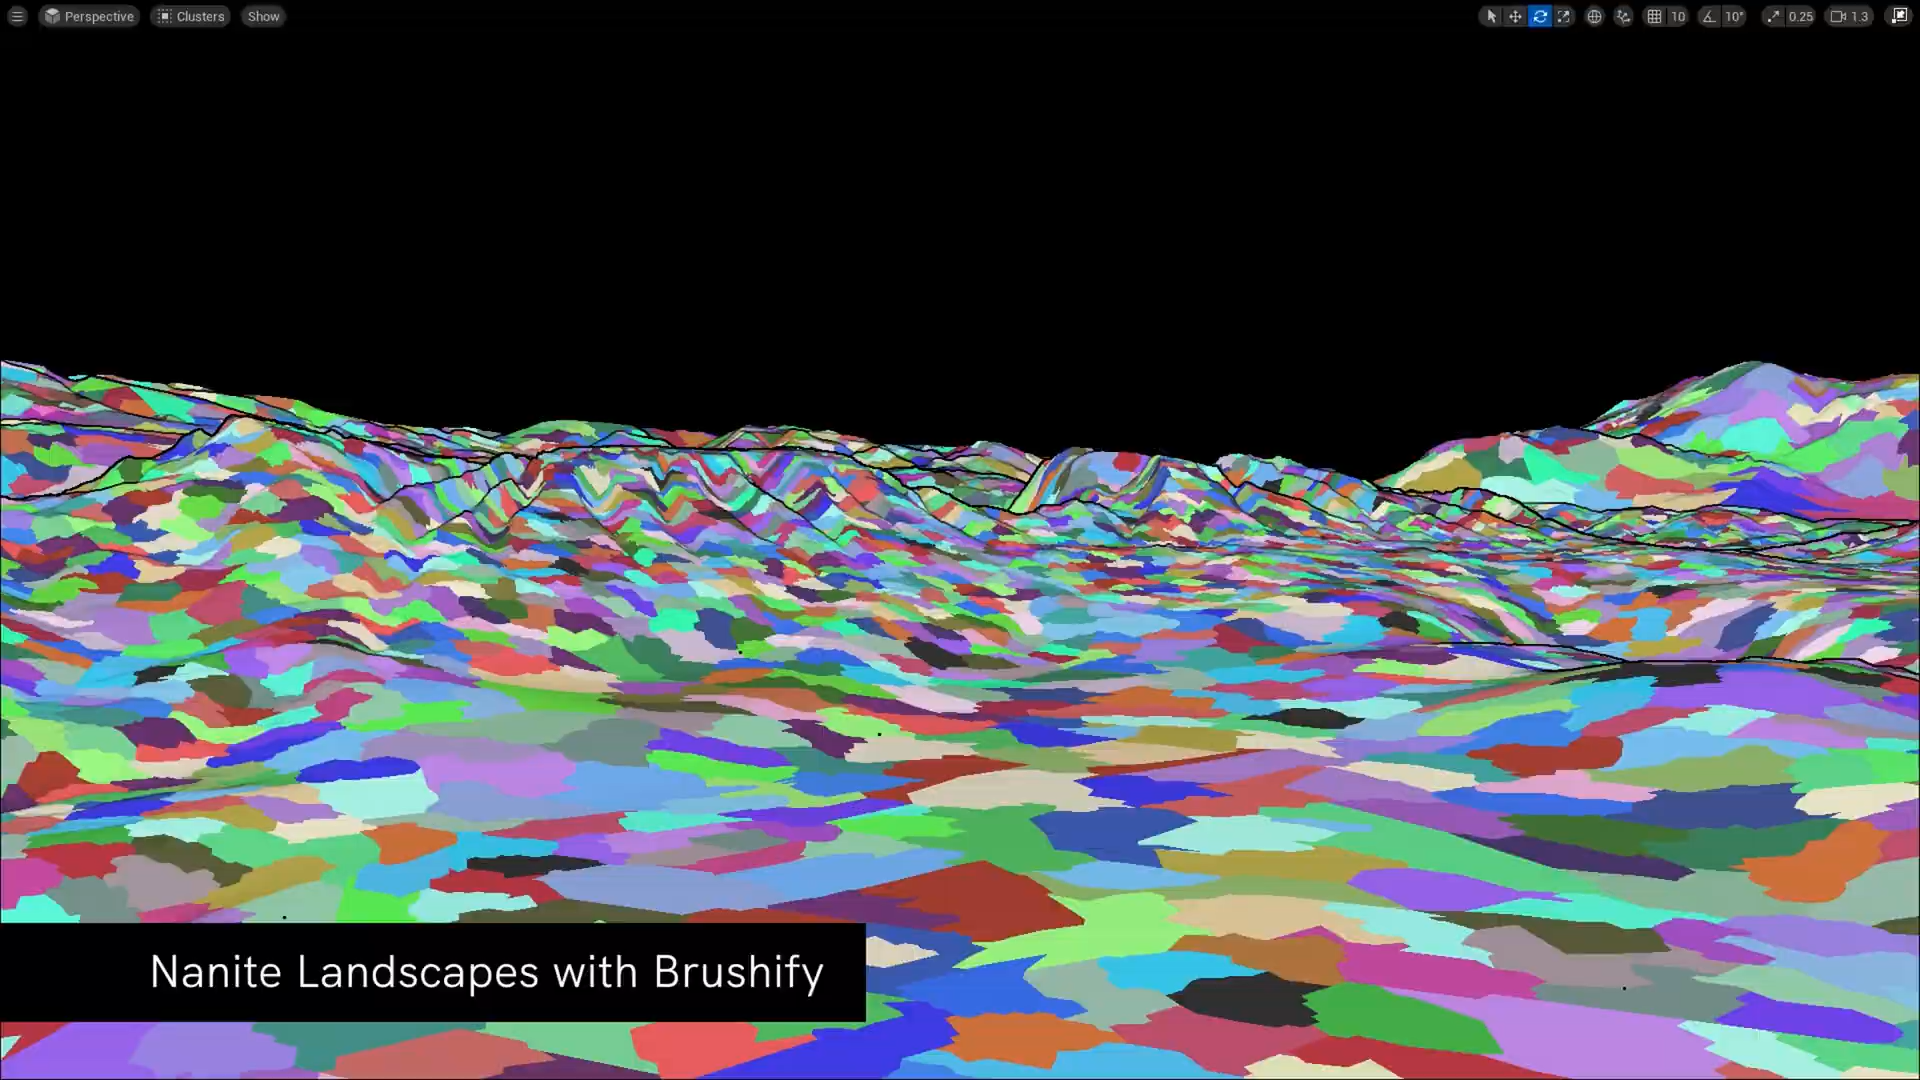 Perspective Clusters Show 10 10° 0.25 1.3
Nanite Landscapes with Brushify